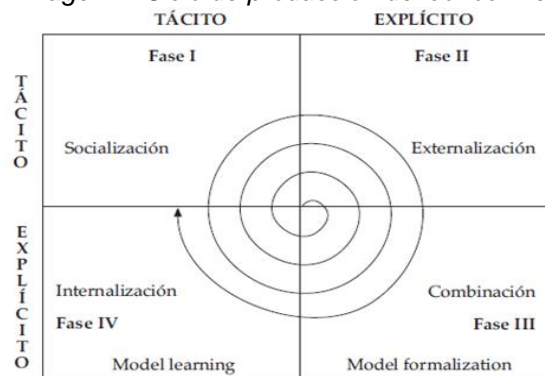 TÁCITO EXPLÍCITO
Fase I Fase II
TÁCITO
Socialización Externalización
EXPLÍCITO
Internalización Combinación
Fase IV Fase III
Model learning Model formalization